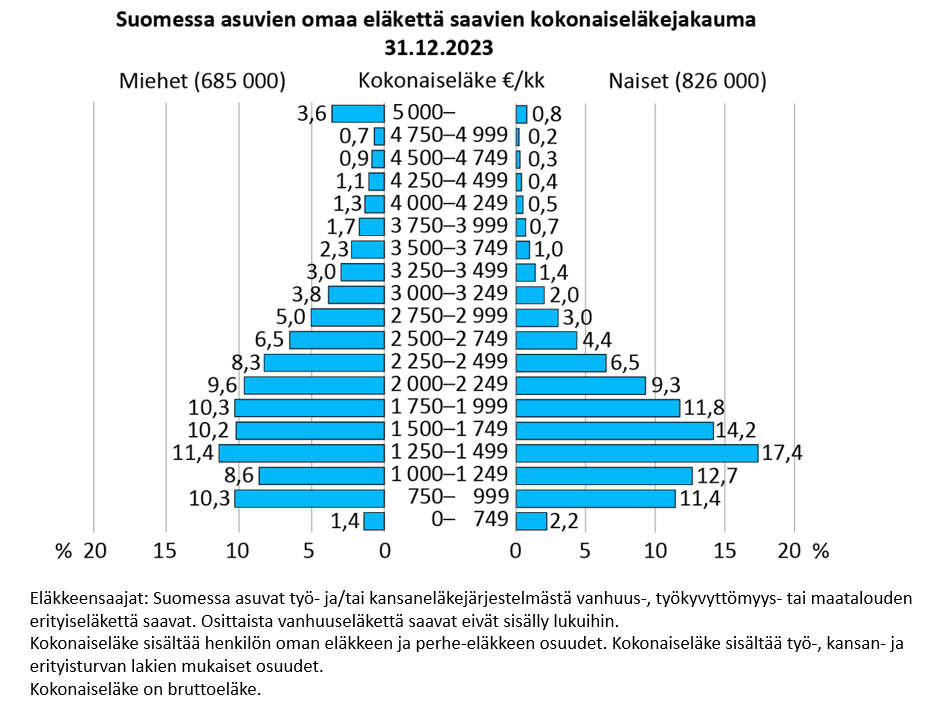 Suomessa asuvien omaa eläkettä saavien kokonaiseläkejakauma
31.12.2023
Miehet (685 000) Kokonaiseläke €/kk Naiset (826 000)
3,6 5 000– 0,8
0,7 4 750–4 999 0,2
0,9 4 500–4 749 0,3
1,1 4 250–4 499 0,4
1,3 4 000–4 249 0,5
1,7 3 750–3 999 0,7
2,3 3 500–3 749 1,0
3,0 3 250–3 499 1,4
3,8 3 000–3 249 2,0
5,0 2 750–2 999 3,0
6,5 2 500–2 749 4,4
8,3 2 250–2 499 6,5
9,6 2 000–2 249 9,3
10,3 1 750–1 999 11,8
10,2 1 500–1 749 14,2
11,4 1 250–1 499 17,4
8,6 1 000–1 249 12,7
10,3 750– 999 11,4
1,4 0– 749 2,2
% 20 15 10 5 0 0 5 10 15 20 %
Eläkkeensaajat: Suomessa asuvat työ- ja/tai kansaneläkejärjestelmästä vanhuus-, työkyvyttömyys- tai maatalouden
erityiseläkettä saavat. Osittaista vanhuuseläkettä saavat eivät sisälly lukuihin.
Kokonaiseläke sisältää henkilön oman eläkkeen ja perhe-eläkkeen osuudet. Kokonaiseläke sisältää työ-, kansan- ja
erityisturvan lakien mukaiset osuudet.
Kokonaiseläke on bruttoeläke.